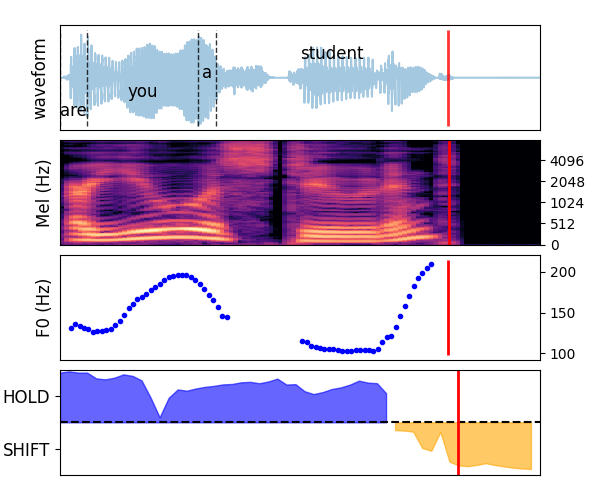 waveform
are
you
a
student
Mel (Hz)
4096
2048
1024
512
0
F0 (Hz)
200
150
100
HOLD
SHIFT